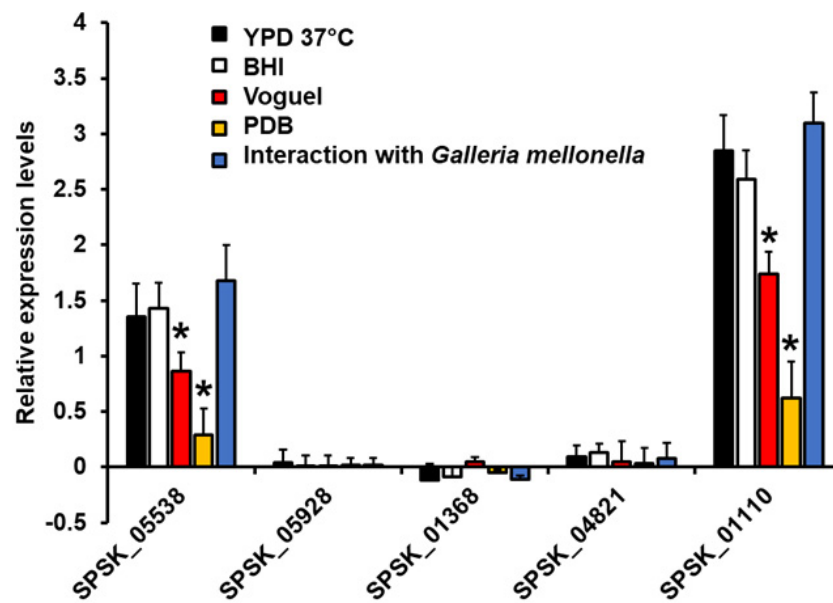 4
3.5
3
2.5
2
1.5
1
0.5
0
-0.5
Relative expression levels
YPD 37°C
BHI
Voguel
PDB
Interaction with Galleria mellonella
*
*
*
*
SPSK_05538
SPSK_05928
SPSK_01368
SPSK_04821
SPSK_01110